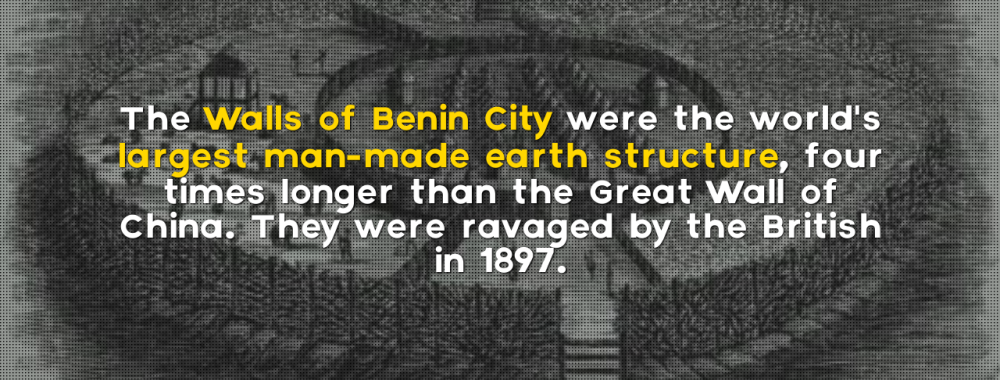 The Walls of Benin City were the world's
largest man-made earth structure, four
times longer than the Great Wall of
China. They were ravaged by the British
in 1897.